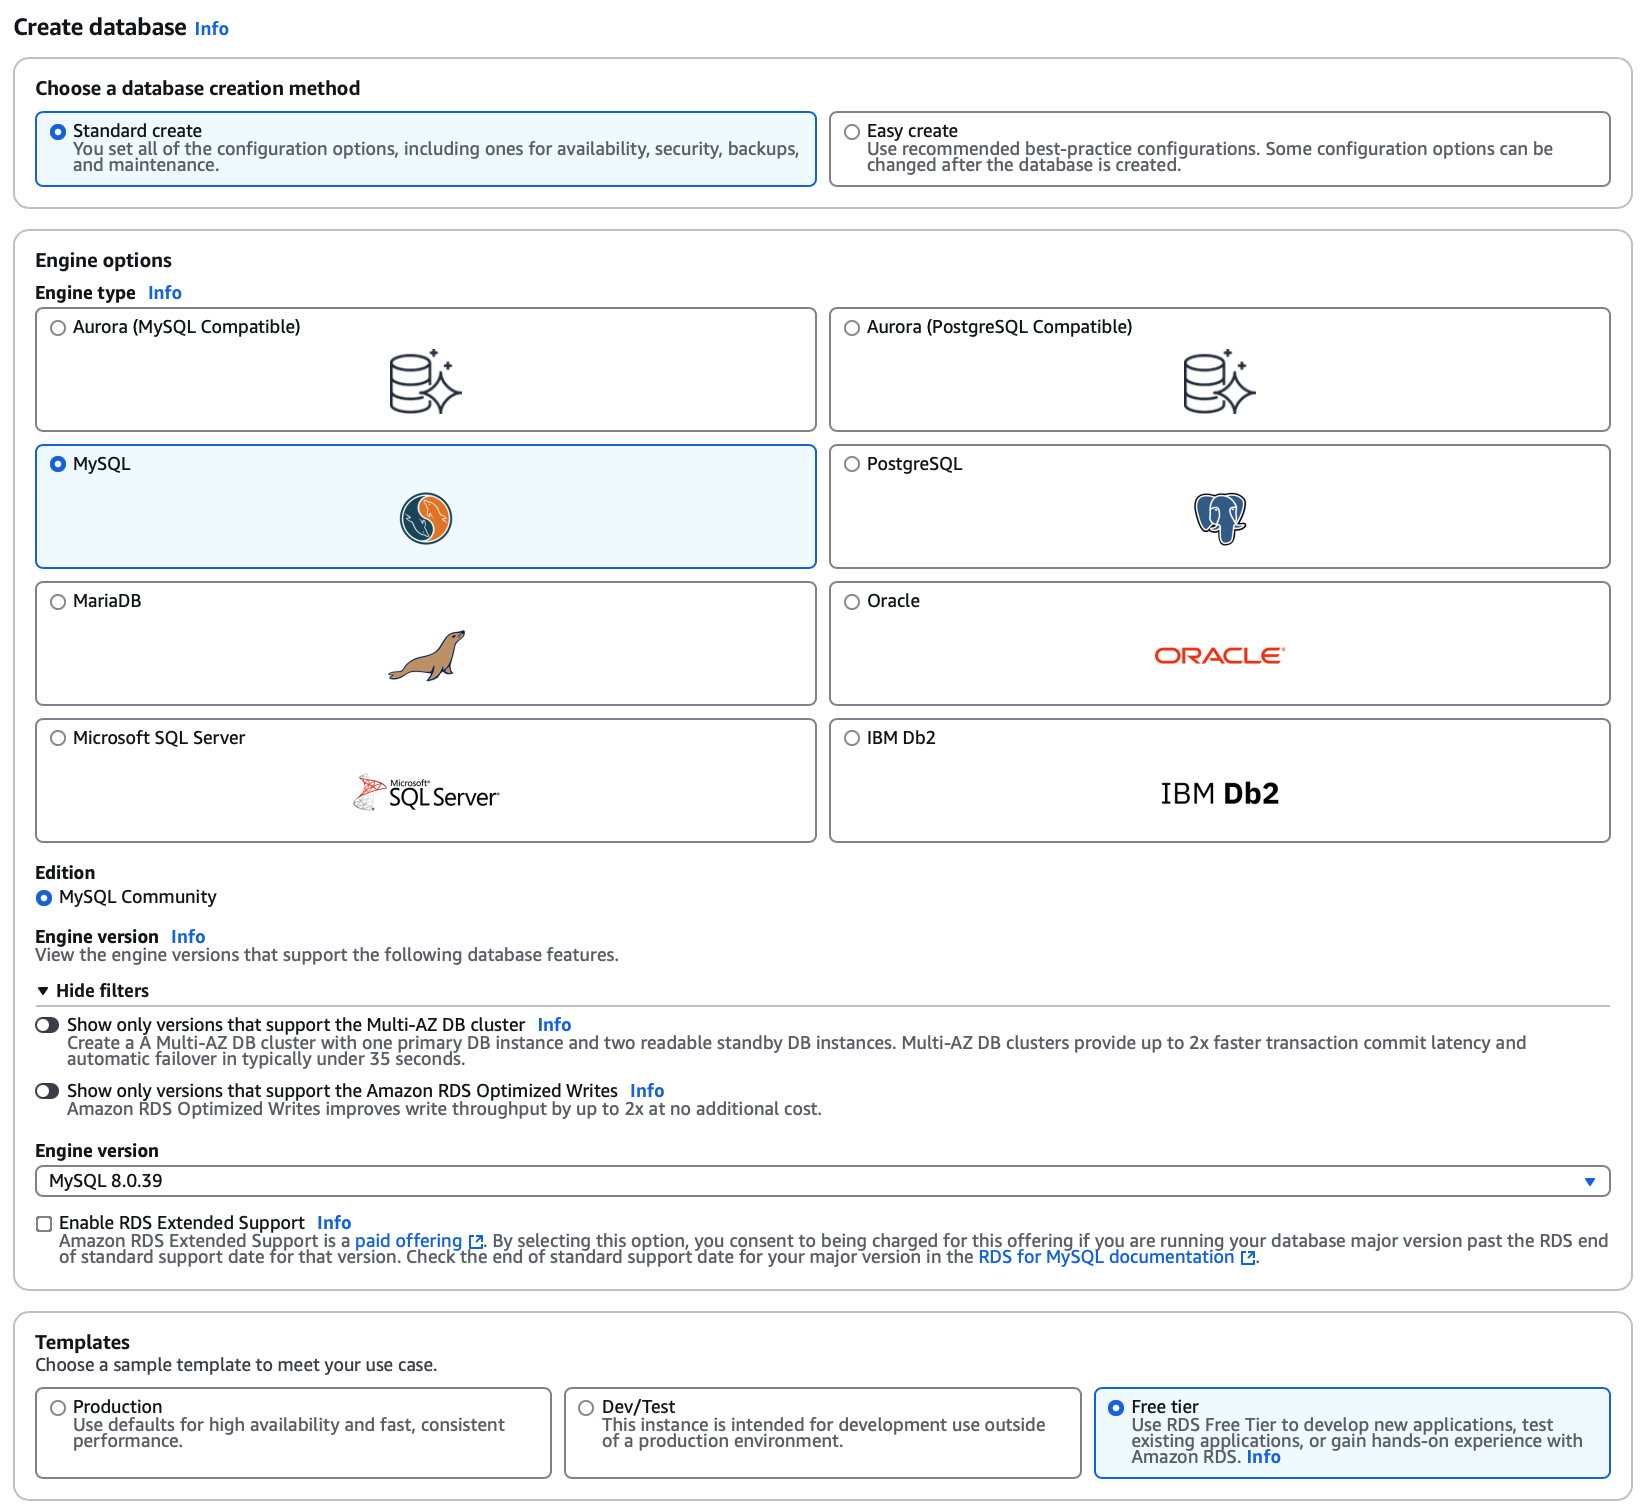 Create database Info
Choose a database creation method
Standard create
You set all of the configuration options, including ones for availability, security, backups,
and maintenance.
Easy create
Use recommended best-practice configurations. Some configuration options can be
changed after the database is created.
Engine options
Engine type Info
Aurora (MySQL Compatible)
Aurora (PostgreSQL Compatible)
MySQL
PostgreSQL
MariaDB
Oracle
ORACLE
Microsoft SQL Server
Microsoft
SQL Server
IBM Db2
IBM Db2
Edition
MySQL Community
Engine version Info
View the engine versions that support the following database features.
Hide filters
Show only versions that support the Multi-AZ DB cluster Info
Create a A Multi-AZ DB cluster with one primary DB instance and two readable standby DB instances. Multi-AZ DB clusters provide up to 2x faster transaction commit latency and
automatic failover in typically under 35 seconds.
Show only versions that support the Amazon RDS Optimized Writes Info
Amazon RDS Optimized Writes improves write throughput by up to 2x at no additional cost.
Engine version
MySQL 8.0.39
Enable RDS Extended Support Info
Amazon RDS Extended Support is a paid offering. By selecting this option, you consent to being charged for this offering if you are running your database major version past the RDS end
of standard support date for that version. Check the end of standard support date for your major version in the RDS for MySQL documentation.
Templates
Choose a sample template to meet your use case.
Production
Use defaults for high availability and fast, consistent
performance.
Dev/Test
This instance is intended for development use outside
of a production environment.
Free tier
Use RDS Free Tier to develop new applications, test
existing applications, or gain hands-on experience with
Amazon RDS. Info